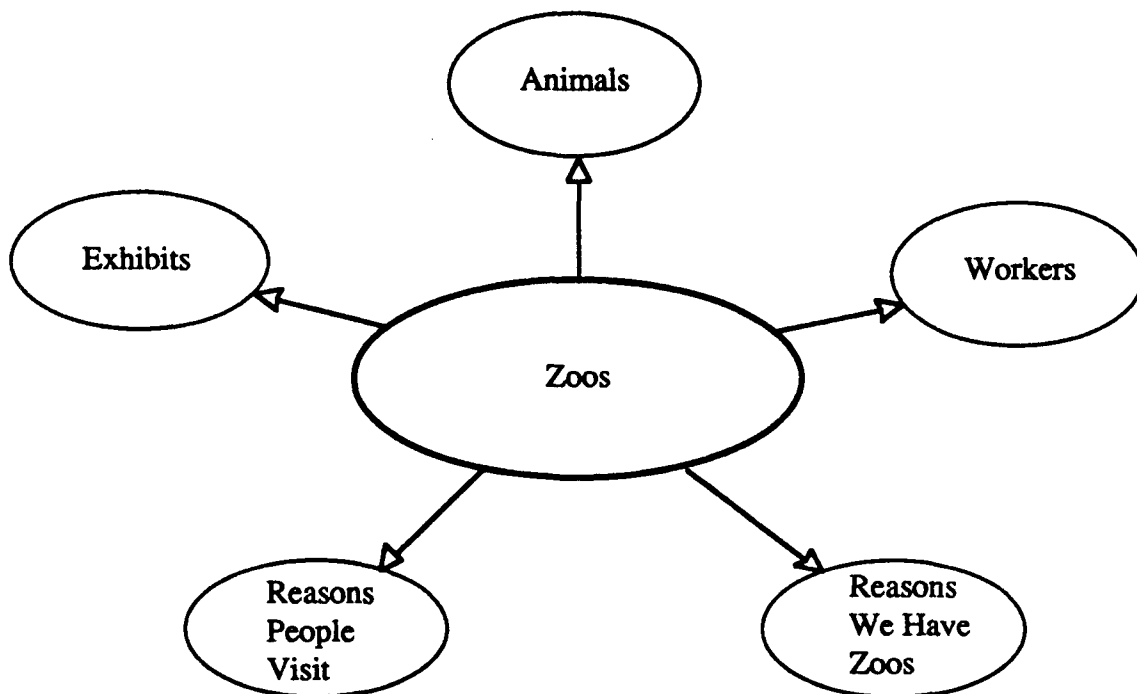 Animals
Exhibits
Workers
Zoos
Reasons
People
Visit
Reasons
We Have
Zoos